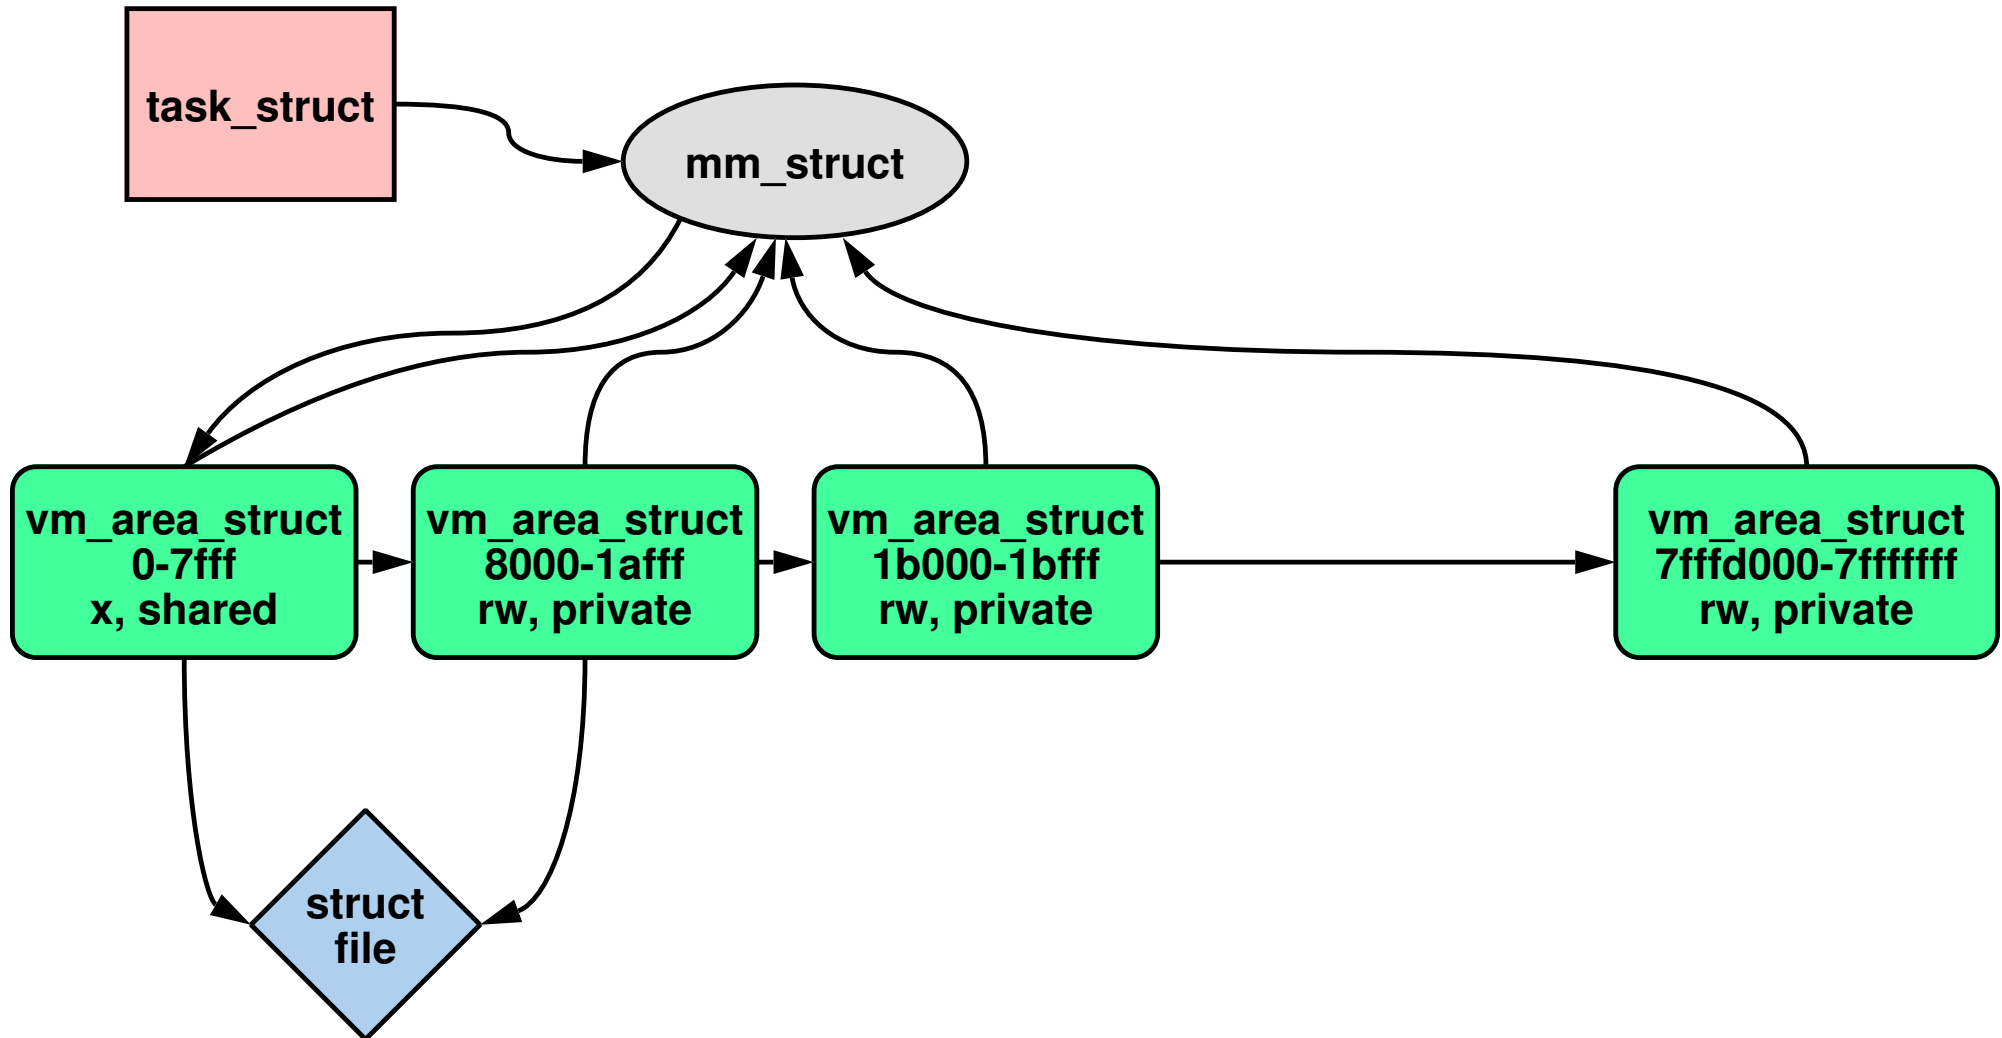 task_struct
mm_struct
vm_area_struct
0-7fff
x, shared
vm_area_struct
8000-1afff
rw, private
vm_area_struct
1b000-1bfff
rw, private
vm_area_struct
7fffd000-7fffffff
rw, private
struct
file